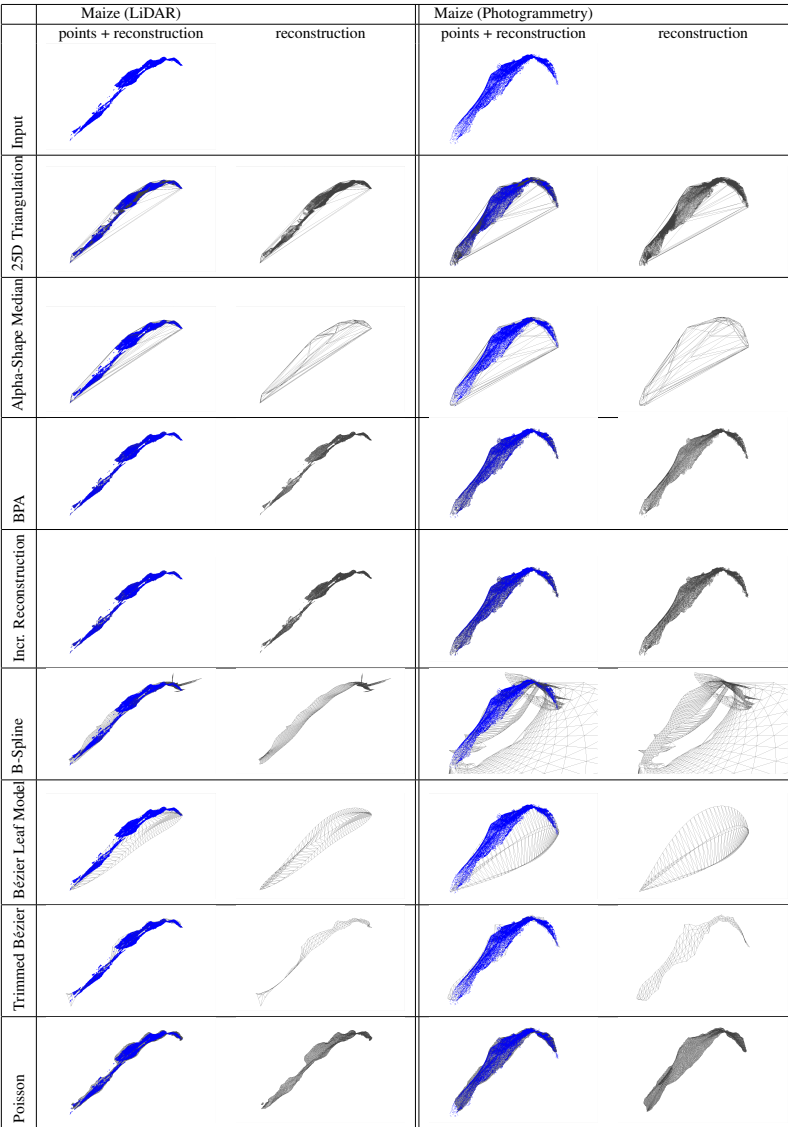 Maize (LiDAR) Maize (Photogrammetry)
points + reconstruction reconstruction points + reconstruction reconstruction
Input
25D Triangulation
Alpha-Shape Median
BPA
Incr. Reconstruction
B-Spline
Bézier Leaf Model
Trimmed Bézier
Poisson